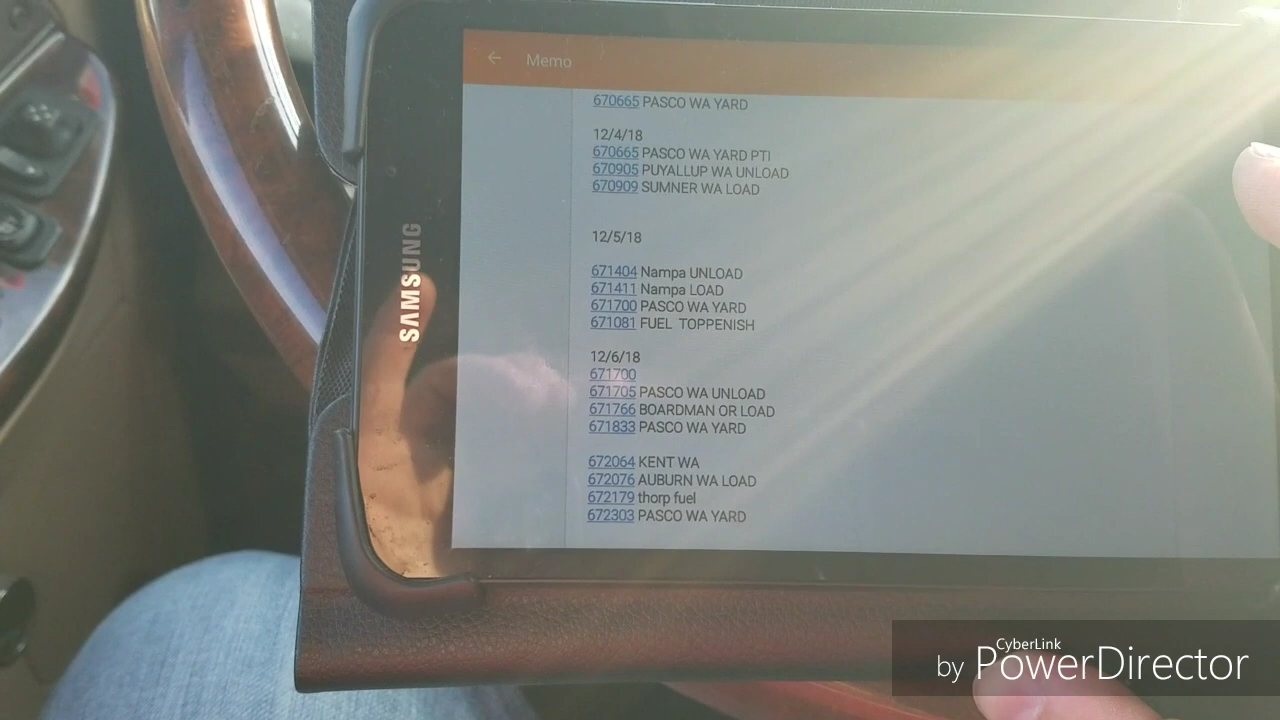 Memo
670665 PASCO WA YARD
12/4/18
670665 PASCO WA YARD PTI
670905 PUYALLUP WA UNLOAD
670909 SUMNER WA LOAD
12/5/18
671404 Nampa UNLOAD
671411 Nampa LOAD
671700 PASCO WA YARD
671081 FUEL TOPPENISH
12/6/18
671700
671705 PASCO WA UNLOAD
671766 BOARDMAN OR LOAD
671833 PASCO WA YARD
672064 KENT WA
672076 AUBURN WA LOAD
672179 thorp fuel
672303 PASCO WA YARD
SAMSUNG
CyberLink
by PowerDirector